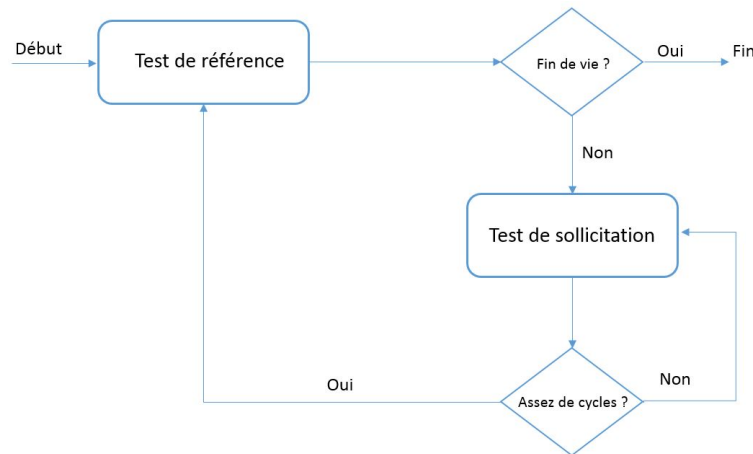 Début
Test de référence
Fin de vie ?
Oui
Fin
Non
Test de sollicitation
Oui
Assez de cycles ?
Non